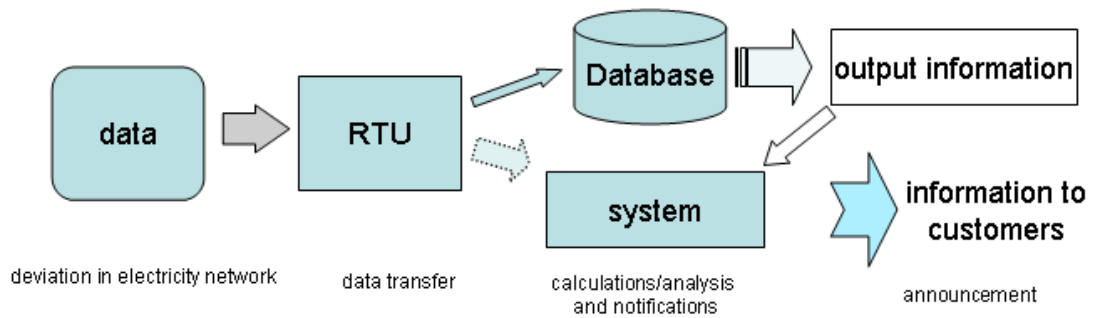 data
RTU
Database
output information
system
information to
customers
deviation in electricity network
data transfer
calculations/analysis
and notifications
announcement